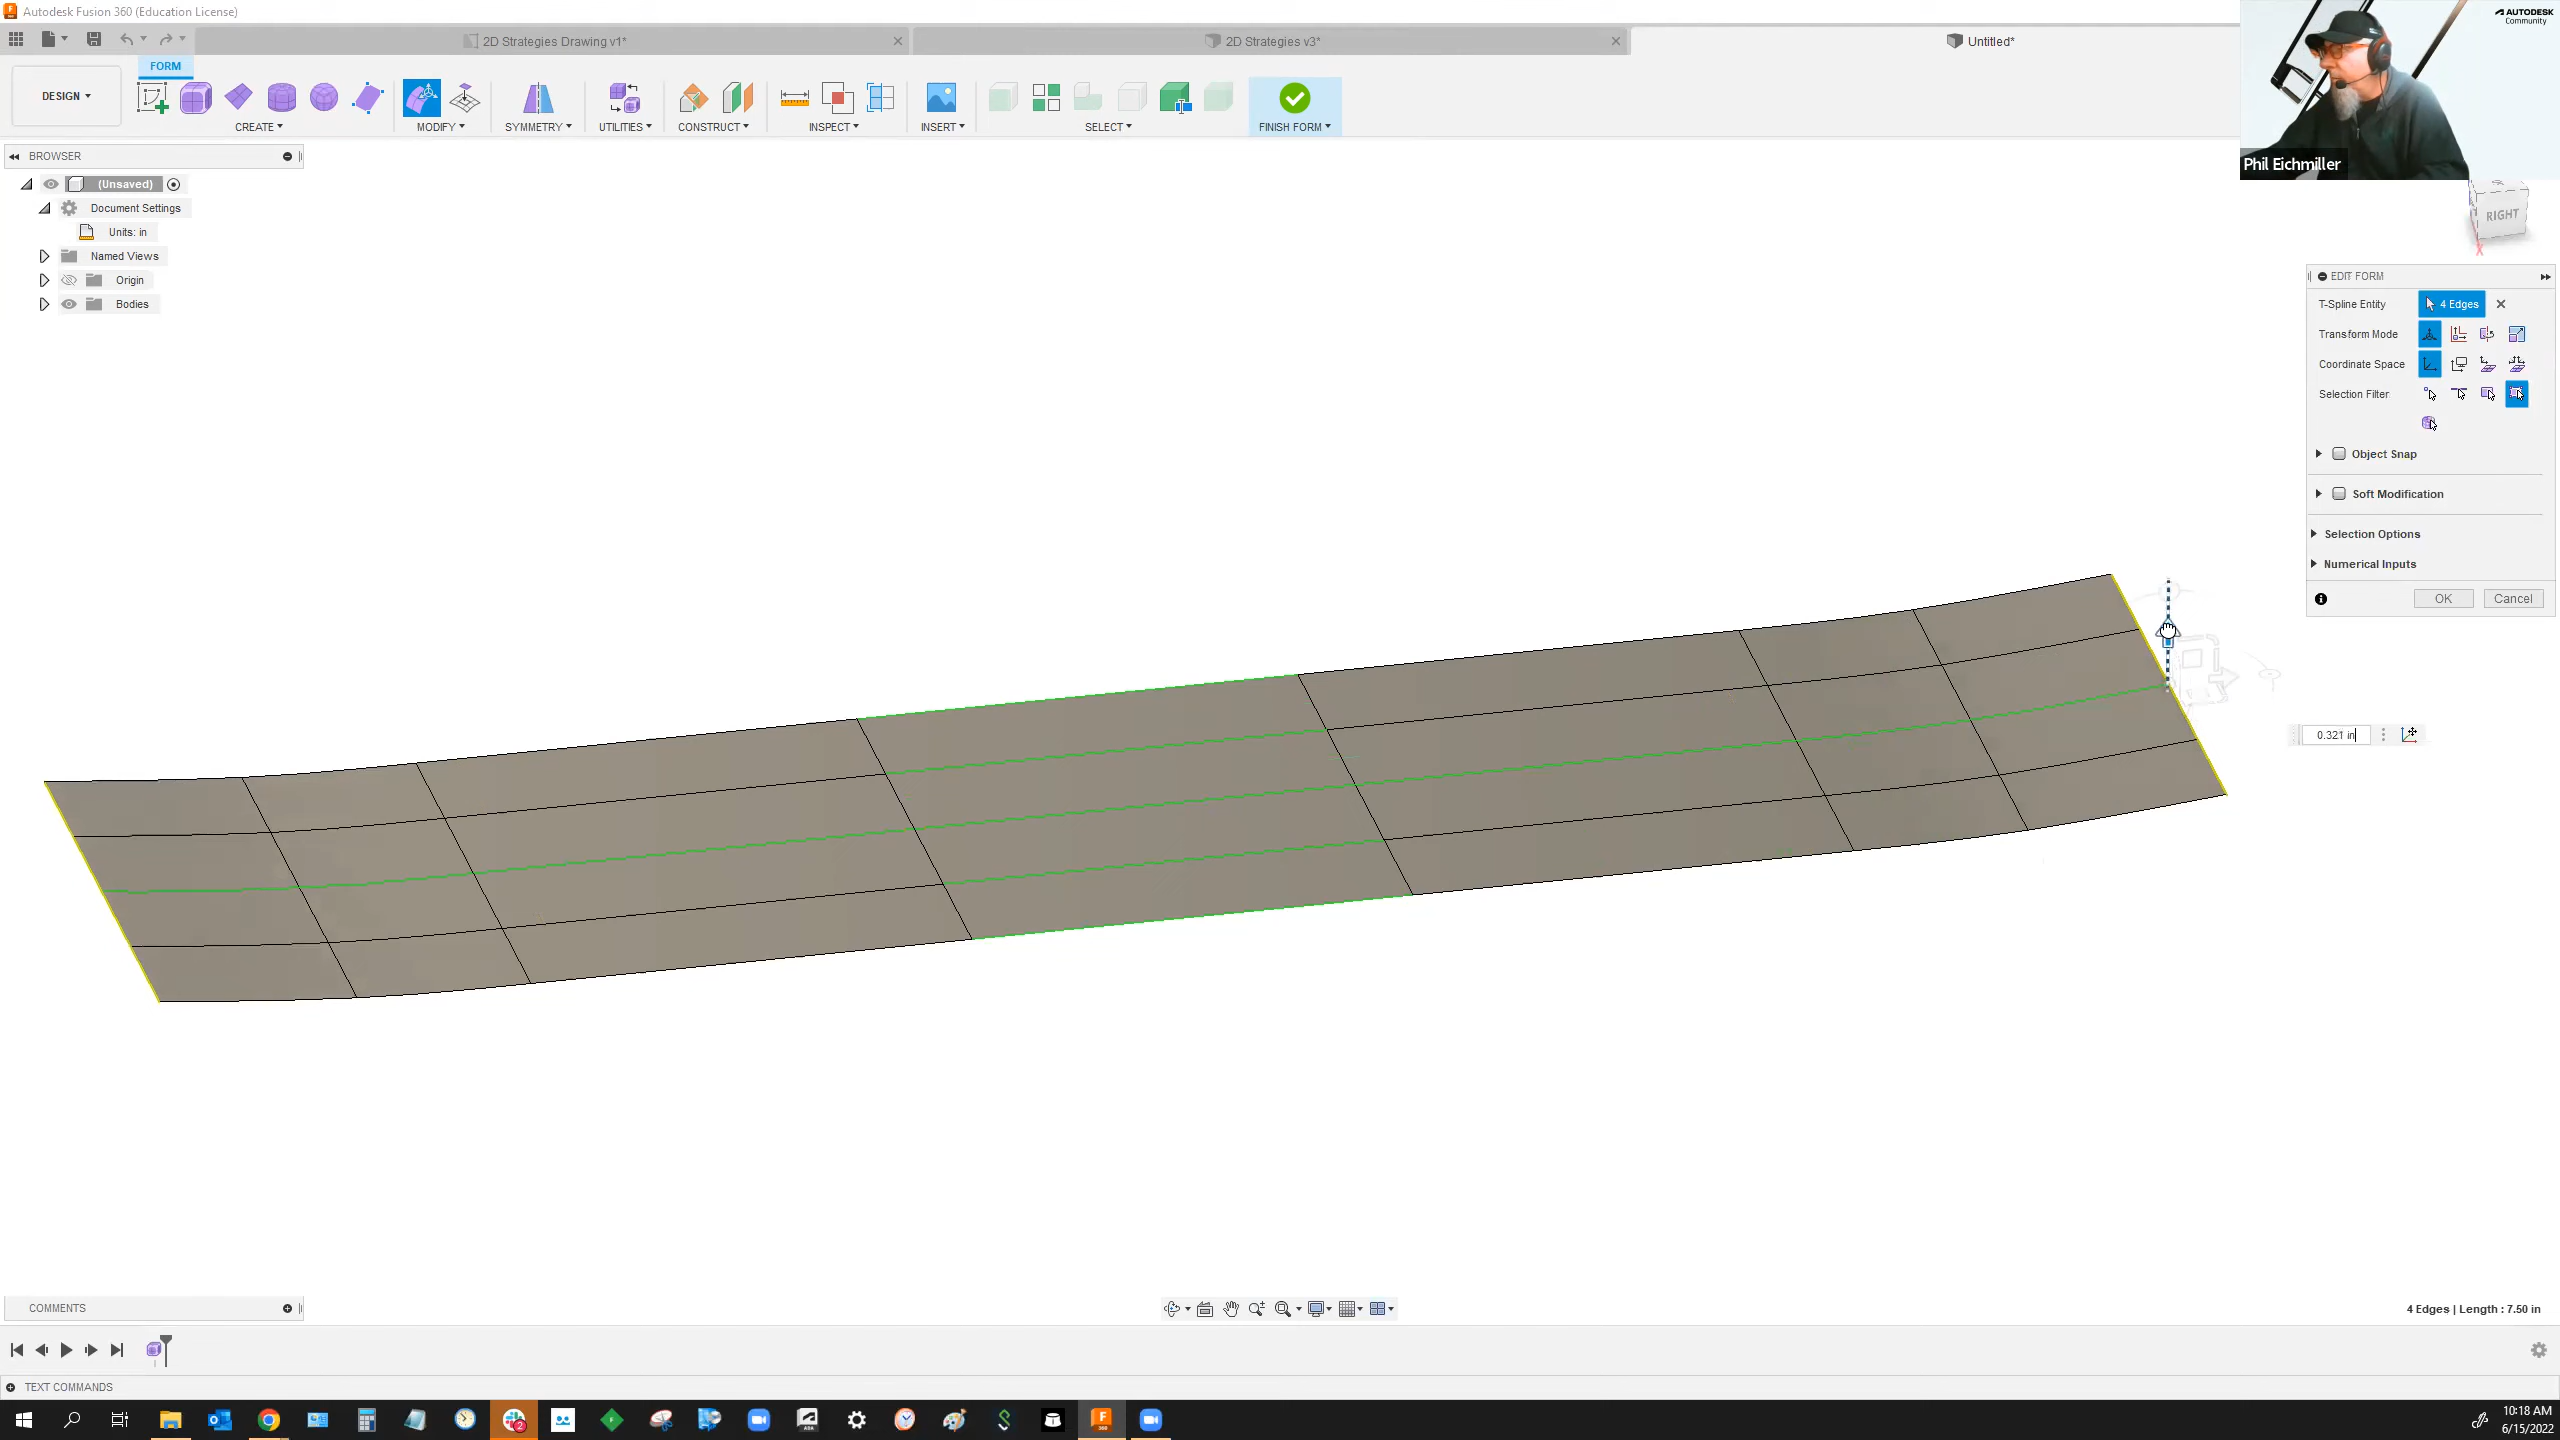 Autodesk Fusion 360 (Education License)
2D Strategies Drawing v1*
2D Strategies v3*
Untitled*
AUTODESK
Community
Phil Eichmiller
FORM
DESIGN
CREATE
MODIFY
SYMMETRY
UTILITIES
CONSTRUCT
INSPECT
INSERT
SELECT
FINISH FORM
BROWSER
(Unsaved)
Document Settings
Units: in
Named Views
Origin
Bodies
RIGHT
X
EDIT FORM
T-Spline Entity
4 Edges
Transform Mode
Coordinate Space
Selection Filter
Object Snap
Soft Modification
Selection Options
Numerical Inputs
OK
Cancel
0.321 in
COMMENTS
4 Edges | Length : 7.50 in
TEXT COMMANDS
10:18 AM
6/15/2022